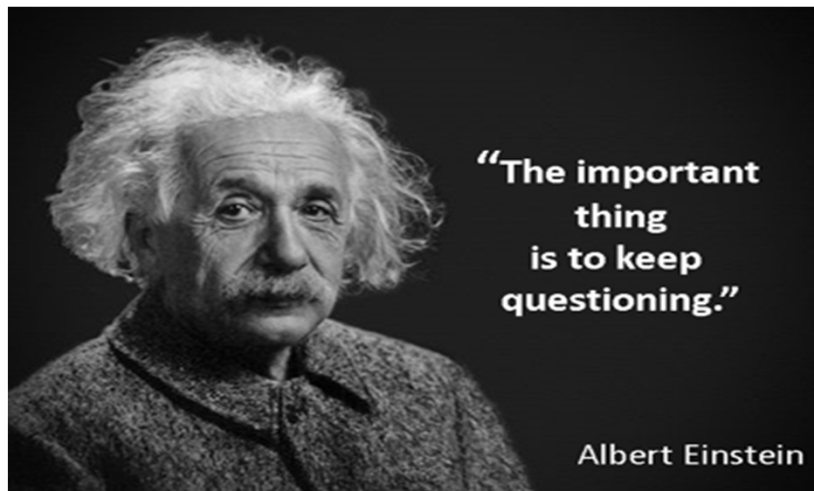 “The important
thing
is to keep
questioning.”
Albert Einstein